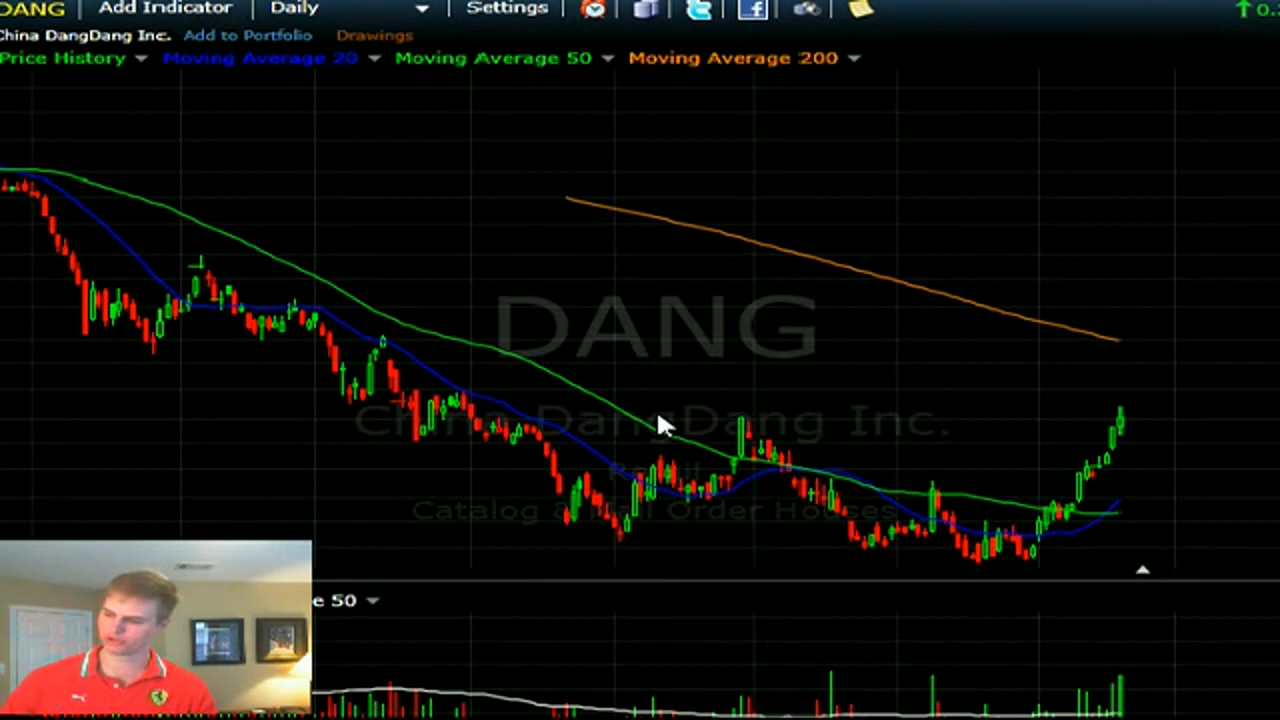 DANG Add Indicator Daily Settings
China DangDang Inc. Add to Portfolio Drawings
Price History Moving Average 20 Moving Average 50 Moving Average 200
DANG
China DangDang Inc.
Catalog & Mail Order Houses
e 50